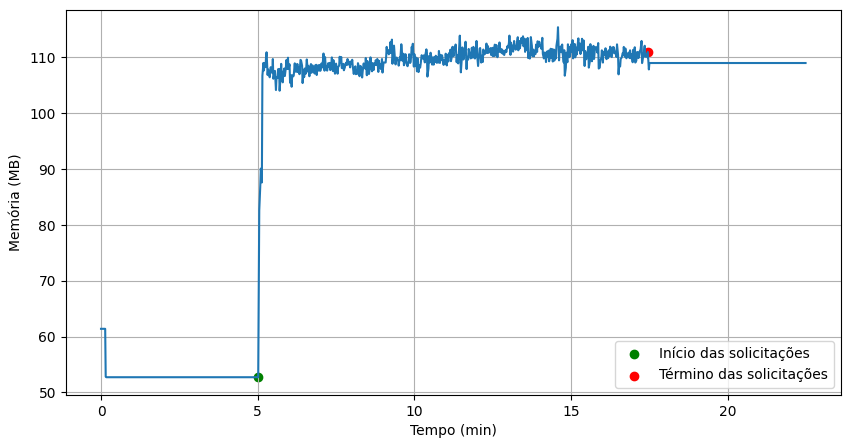 Memória (MB)
110
100
90
80
70
60
50
0 5 10 15 20
Tempo (min)
Início das solicitações
Término das solicitações